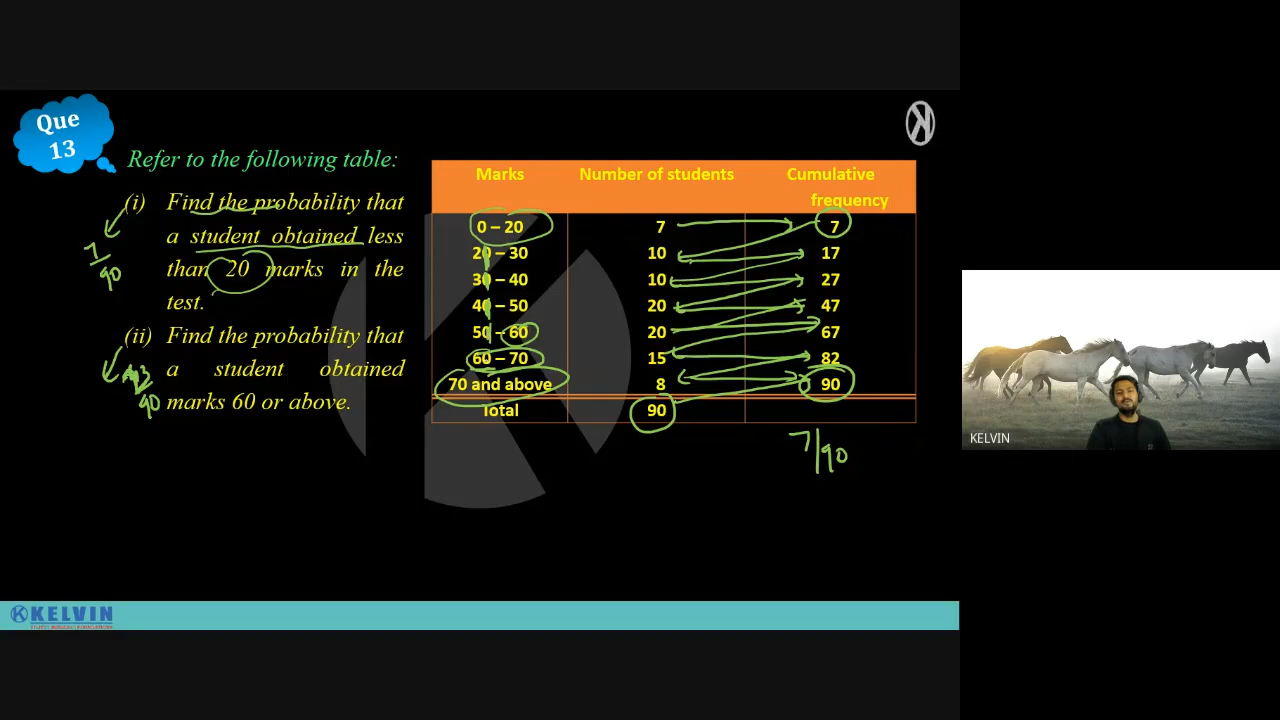 Que
13
Refer to the following table:
(i) Find the probability that
a student obtained less
than 20 marks in the
test.
(ii) Find the probability that
a student obtained
marks 60 or above.
7
90
90
Marks Number of students Cumulative
frequency
0 – 20 7 7
20 – 30 10 17
30 – 40 10 27
40 – 50 20 47
50 – 60 20 67
60 – 70 15 82
70 and above 8 90
Total 90
7/90
KELVIN
KELVIN